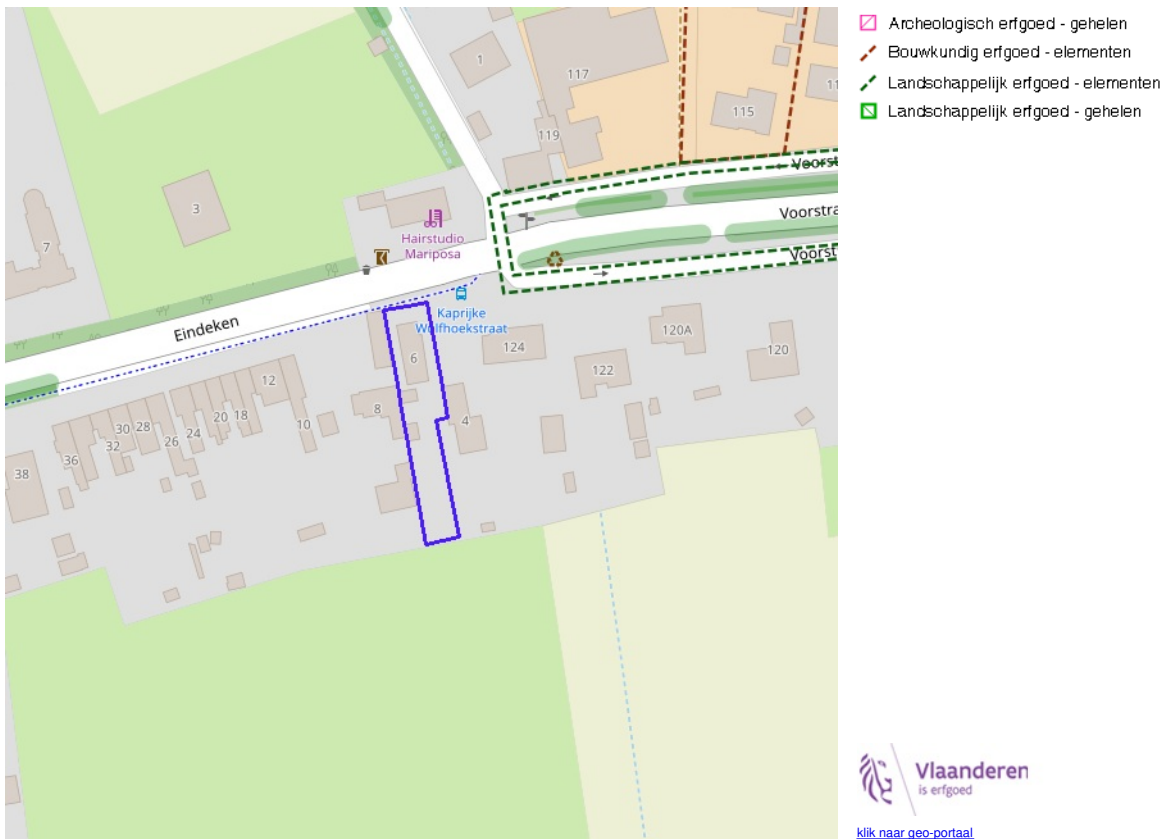 Archeologisch erfgoed - gehelen
Bouwkundig erfgoed - elementen
Landschappelijk erfgoed - elementen
Landschappelijk erfgoed - gehelen
1
117
115
11
119
Voorst
3
Voorstra
7
Hairstudio
Mariposa
Voorst
Eindeken
Kaprijke
Wolfhoekstraat
6
124
120A
120
122
12
8
4
10
18
20
24
26
28
30
32
36
38
Vlaanderen
is erfgoed
klik naar geo-portaal